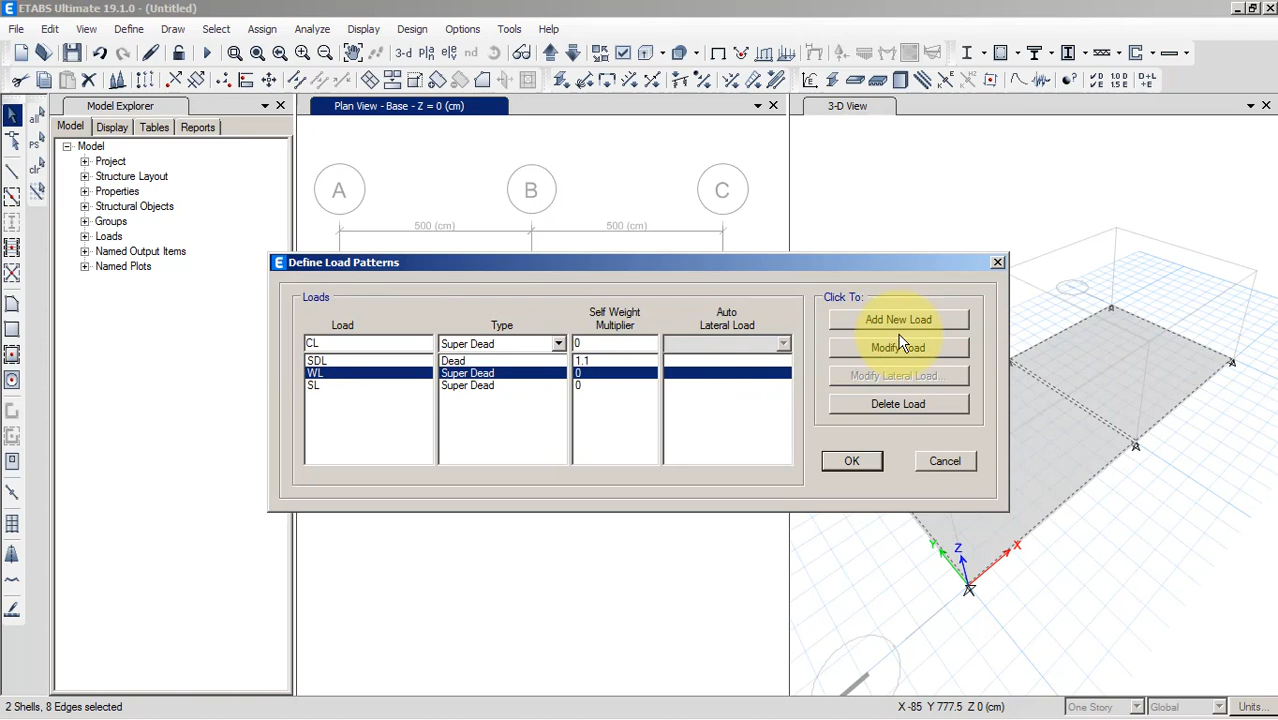 ETABS Ultimate 19.1.0 - (Untitled)
File Edit View Define Draw Select Assign Analyze Display Design Options Tools Help
3-d
nd
Model Explorer
Plan View - Base - Z = 0 (cm)
3-D View
all
Model Display Tables Reports
PS
Model
Project
clr
Structure Layout
Properties
Structural Objects
Groups
Loads
Named Output Items
Named Plots
A B C
500 (cm) 500 (cm)
Define Load Patterns
Loads
Click To:
Load
Type
Self Weight
Multiplier
Auto
Lateral Load
CL Super Dead 0
SDL Dead 1.1
WL Super Dead 0
SL Super Dead 0
Add New Load
Modify Load
Modify Lateral Load...
Delete Load
OK Cancel
Y Z X
2 Shells, 8 Edges selected
X -85 Y 777.5 Z 0 (cm)
One Story
Global
Units...